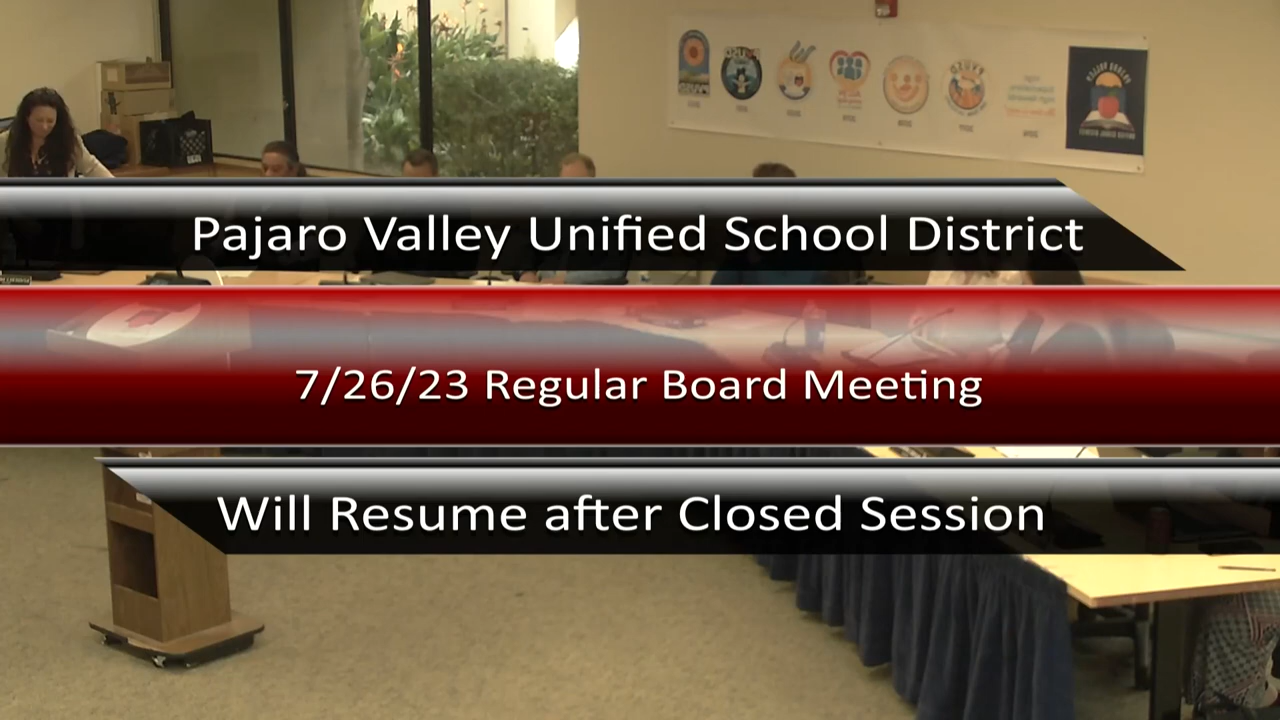 Pajaro Valley Unified School District
7/26/23 Regular Board Meeting
Will Resume after Closed Session